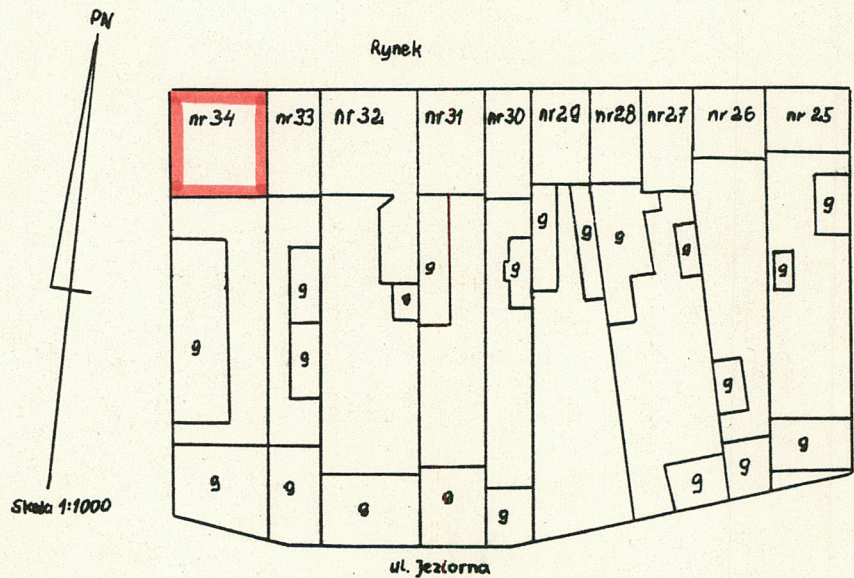 PN
Rynek
nr 34 nr 33 nr 32 nr 31 nr 30 nr 29 nr 28 nr 27 nr 26 nr 25
g
g g g g g
g g g
g g g
g
g g
g g g g g g g
Skala 1:1000
ul. Jeziorna